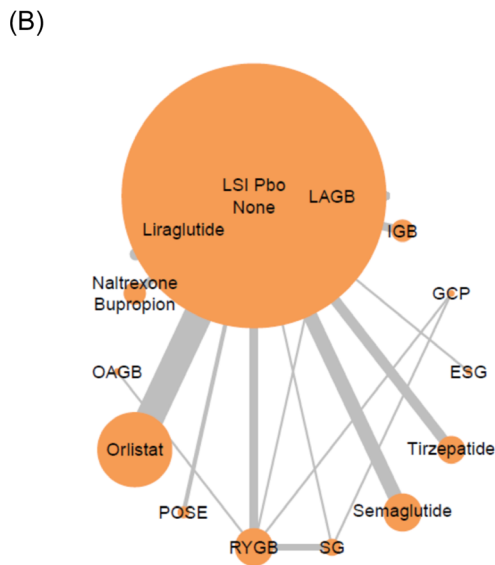 (B)
LSI Pbo
None
LAGB
Liraglutide
IGB
Naltrexone
Bupropion
GCP
OAGB
ESG
Orlistat
Tirzepatide
POSE
Semaglutide
RYGB
SG